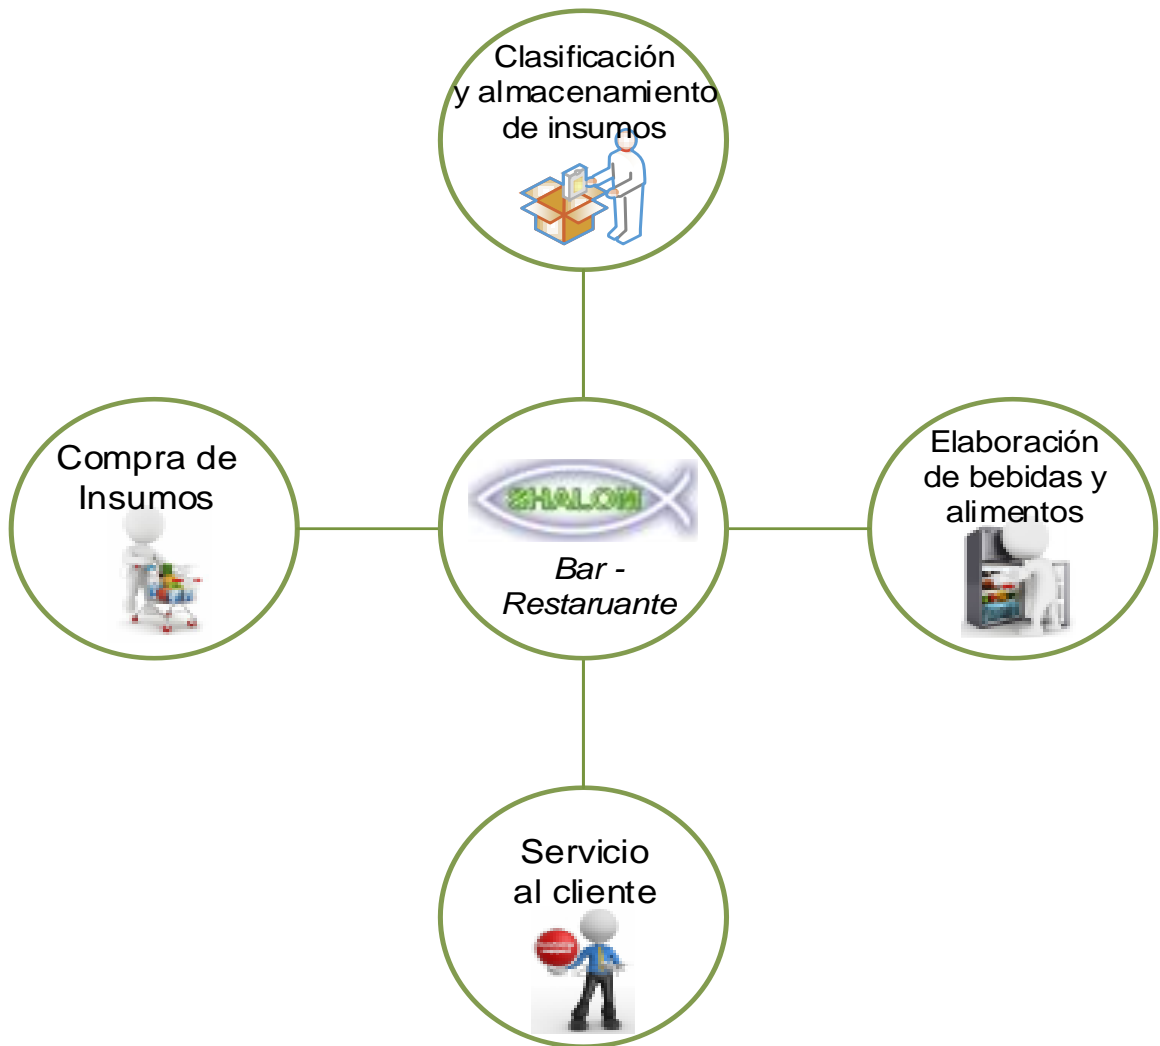 Clasificación
y almacenamiento
de insumos
Compra de
Insumos
SHALOM
Bar -
Restaruante
Elaboración
de bebidas y
alimentos
Servicio
al cliente